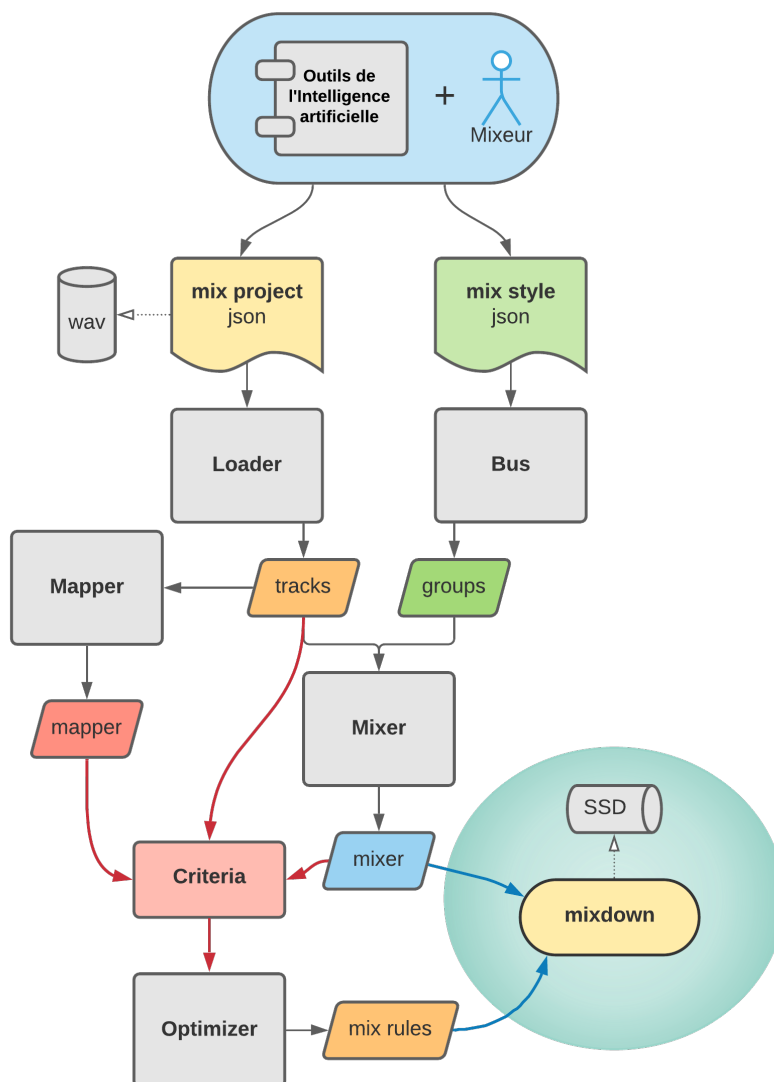 Outils de
l'Intelligence
artificielle
+
Mixeur
mix project
json
mix style
json
wav
Loader
Bus
Mapper
tracks
groups
mapper
Mixer
SSD
Criteria
mixer
mixdown
Optimizer
mix rules